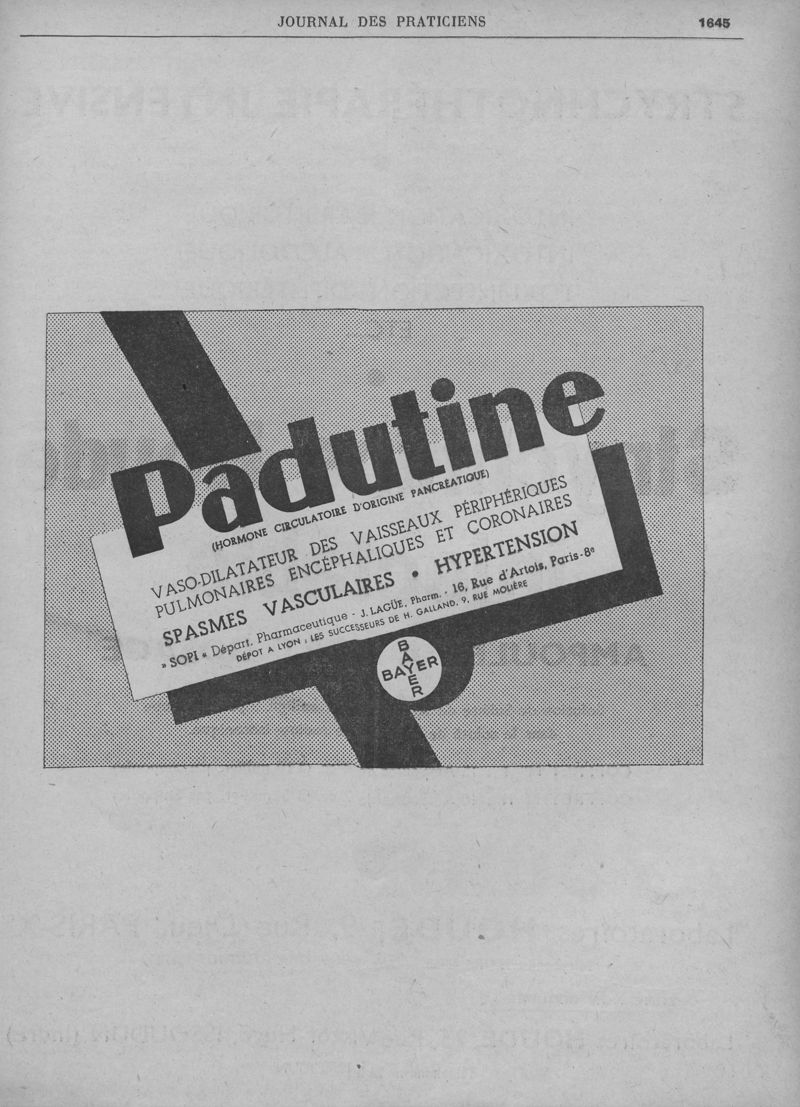 JOURNAL DES PRATICIENS
1645
Padutine
(HORMONE CIRCULATOIRE D'ORIGINE PANCRÉATIQUE)
VASO-DILATATEUR DES VAISSEAUX PÉRIPHÉRIQUES
PULMONAIRES ENCÉPHALIQUES ET CORONAIRES
SPASMES VASCULAIRES • HYPERTENSION
» SOPI « Départ. Pharmaceutique - J. LAGÜE, Pharm. - 16, Rue d'Artois, Paris-8e
DÉPOT A LYON : LES SUCCESSEURS DE H. GALLAND, 9, RUE MOLIÈRE
BAYER
BAYER